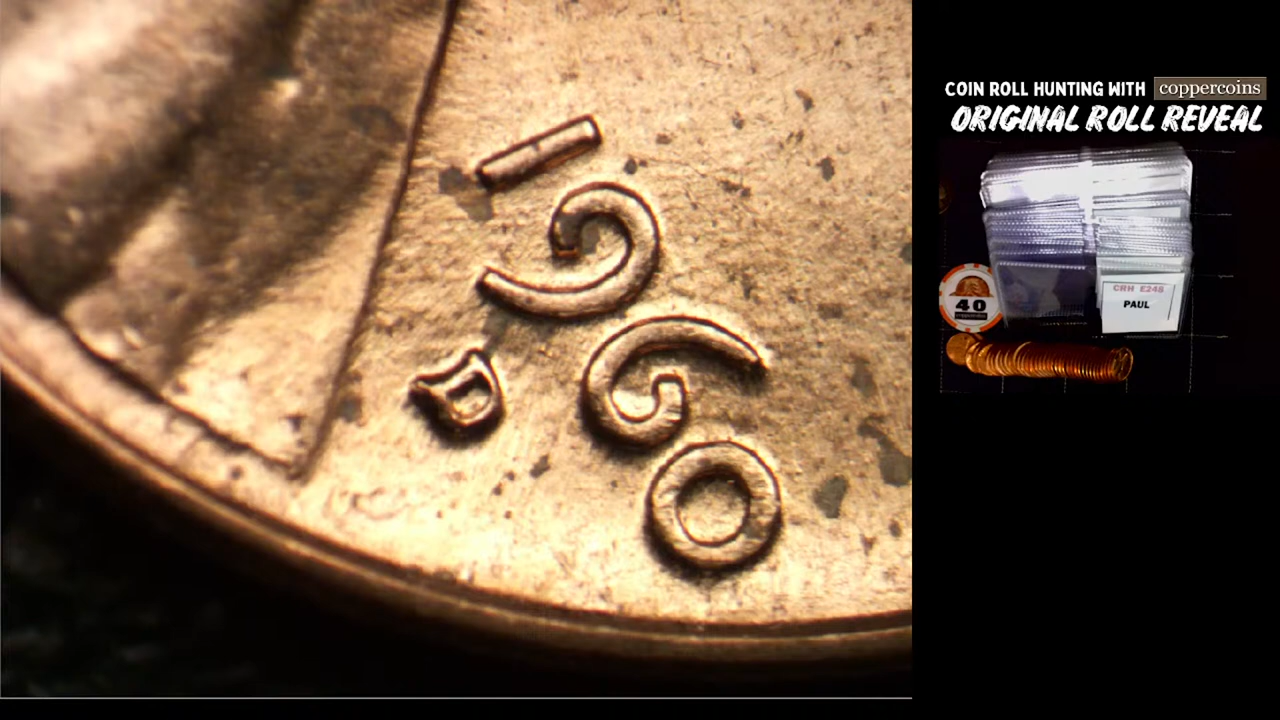 1960
D
COIN ROLL HUNTING WITH coppercoins
ORIGINAL ROLL REVEAL
40
CRH E248
PAUL